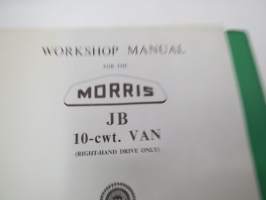 WORKSHOP MANUAL
FOR THE
MORRIS
JB
10-cwt. VAN
(RIGHT-HAND DRIVE ONLY)